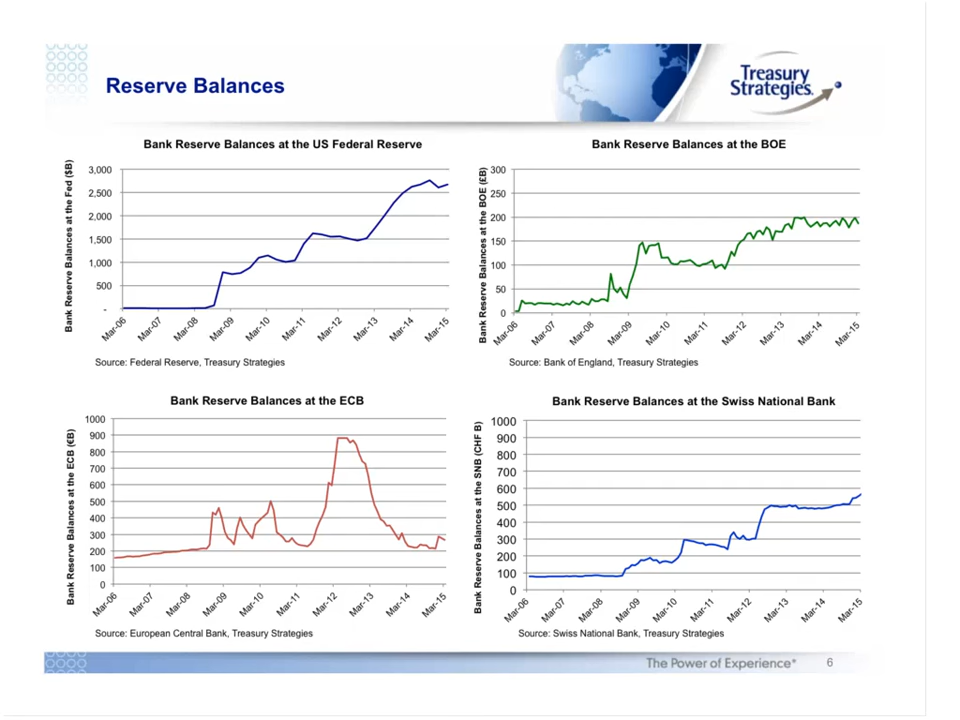 Reserve Balances
Treasury
Strategies.
Bank Reserve Balances at the US Federal Reserve
Bank Reserve Balances at the Fed ($B)
3,000
2,500
2,000
1,500
1,000
500
-
Mar-06
Mar-07
Mar-08
Mar-09
Mar-10
Mar-11
Mar-12
Mar-13
Mar-14
Mar-15
Source: Federal Reserve, Treasury Strategies
Bank Reserve Balances at the BOE
Bank Reserve Balances at the BOE (£B)
300
250
200
150
100
50
0
Mar-06
Mar-07
Mar-08
Mar-09
Mar-10
Mar-11
Mar-12
Mar-13
Mar-14
Mar-15
Source: Bank of England, Treasury Strategies
Bank Reserve Balances at the ECB
Bank Reserve Balances at the ECB (€B)
1000
900
800
700
600
500
400
300
200
100
0
Mar-06
Mar-07
Mar-08
Mar-09
Mar-10
Mar-11
Mar-12
Mar-13
Mar-14
Mar-15
Source: European Central Bank, Treasury Strategies
Bank Reserve Balances at the Swiss National Bank
Bank Reserve Balances at the SNB (CHF B)
1000
900
800
700
600
500
400
300
200
100
0
Mar-06
Mar-07
Mar-08
Mar-09
Mar-10
Mar-11
Mar-12
Mar-13
Mar-14
Mar-15
Source: Swiss National Bank, Treasury Strategies
The Power of Experience®
6